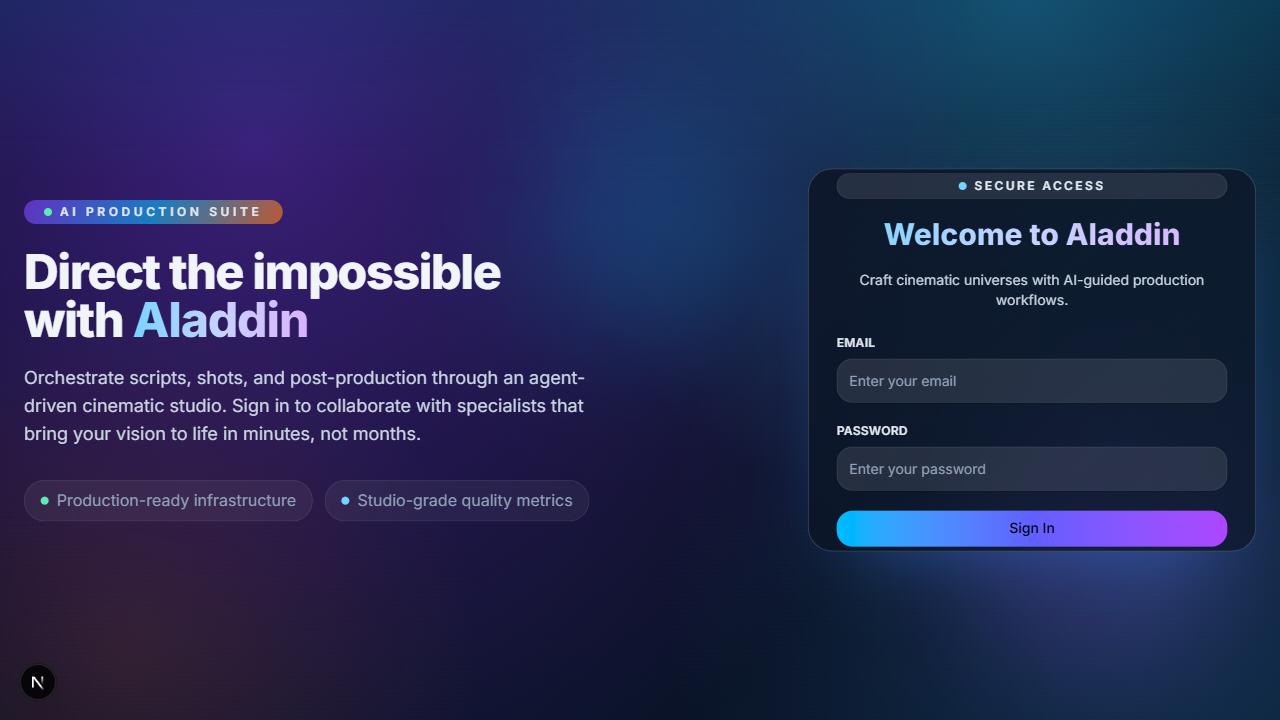 AI PRODUCTION SUITE
Direct the impossible
with Aladdin
Orchestrate scripts, shots, and post-production through an agent-
driven cinematic studio. Sign in to collaborate with specialists that
bring your vision to life in minutes, not months.
Production-ready infrastructure
Studio-grade quality metrics
SECURE ACCESS
Welcome to Aladdin
Craft cinematic universes with AI-guided production
workflows.
EMAIL
Enter your email
PASSWORD
Enter your password
Sign In
N